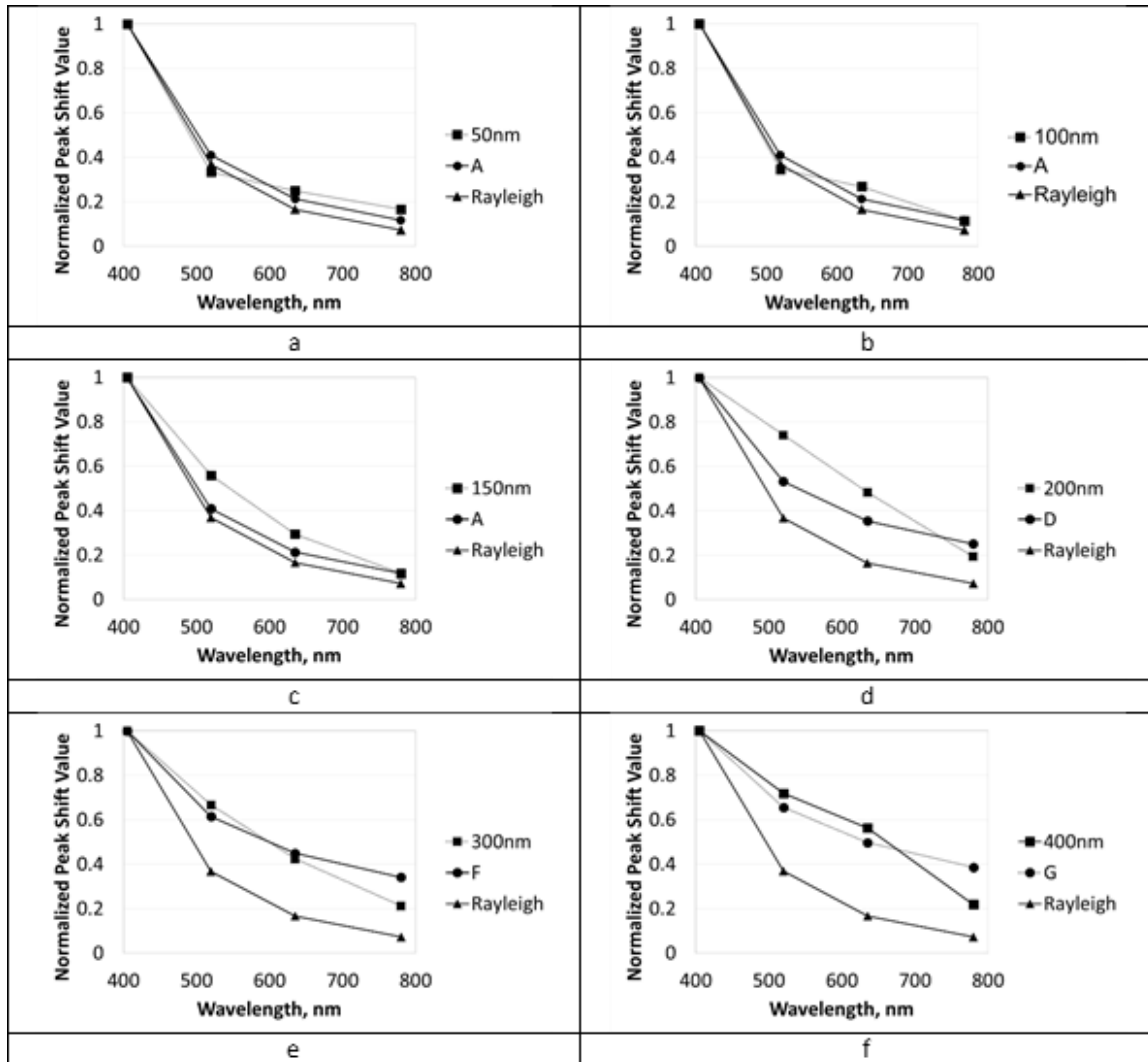 Normalized Peak Shift Value
1
0.8
0.6
0.4
0.2
0
400 500 600 700 800
Wavelength, nm
50nm
A
Rayleigh
a
Normalized Peak Shift Value
1
0.8
0.6
0.4
0.2
0
400 500 600 700 800
Wavelength, nm
100nm
A
Rayleigh
b
Normalized Peak Shift Value
1
0.8
0.6
0.4
0.2
0
400 500 600 700 800
Wavelength, nm
150nm
A
Rayleigh
c
Normalized Peak Shift Value
1
0.8
0.6
0.4
0.2
0
400 500 600 700 800
Wavelength, nm
200nm
D
Rayleigh
d
Normalized Peak Shift Value
1
0.8
0.6
0.4
0.2
0
400 500 600 700 800
Wavelength, nm
300nm
F
Rayleigh
e
Normalized Peak Shift Value
1
0.8
0.6
0.4
0.2
0
400 500 600 700 800
Wavelength, nm
400nm
G
Rayleigh
f